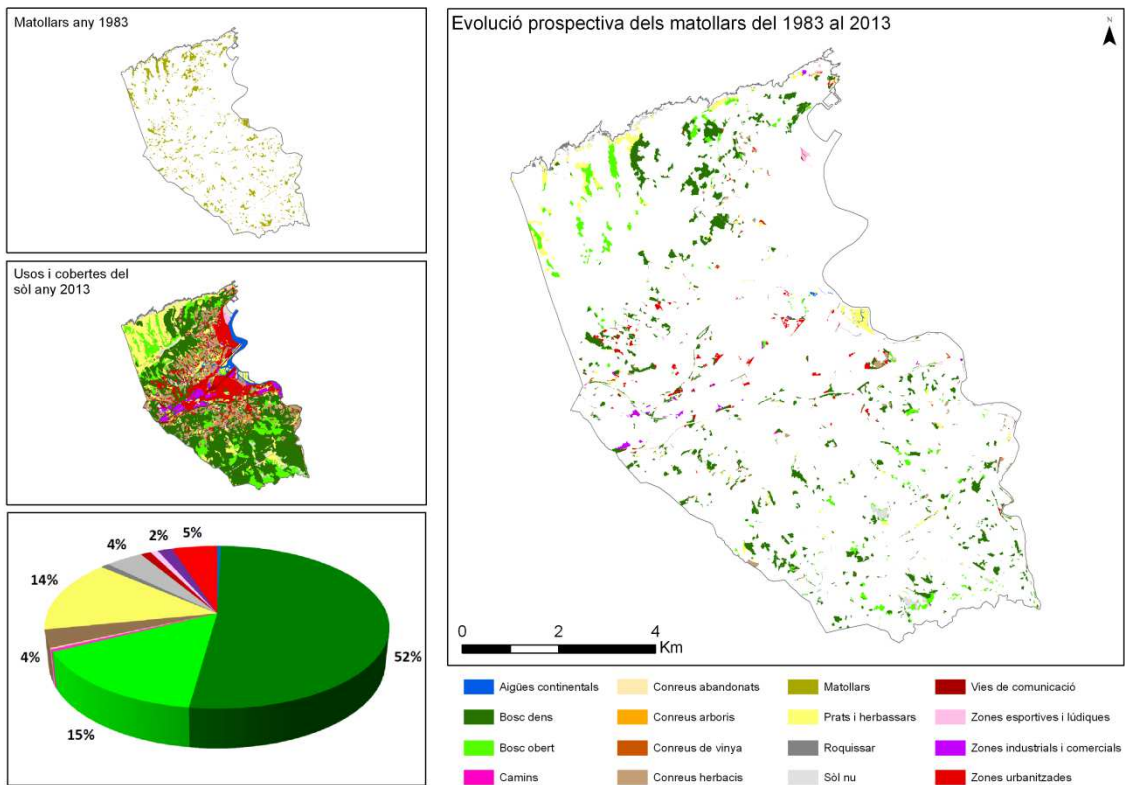 Matollars any 1983
Evolució prospectiva dels matollars del 1983 al 2013
N
Usos i cobertes del
sòl any 2013
4%
2%
5%
14%
4%
52%
15%
0 2 4
Km
Aigües continentals
Bosc dens
Bosc obert
Camins
Conreus abandonats
Conreus arboris
Conreus de vinya
Conreus herbacis
Matollars
Prats i herbassars
Roquissar
Sòl nu
Vies de comunicació
Zones esportives i lúdiques
Zones industrials i comercials
Zones urbanitzades